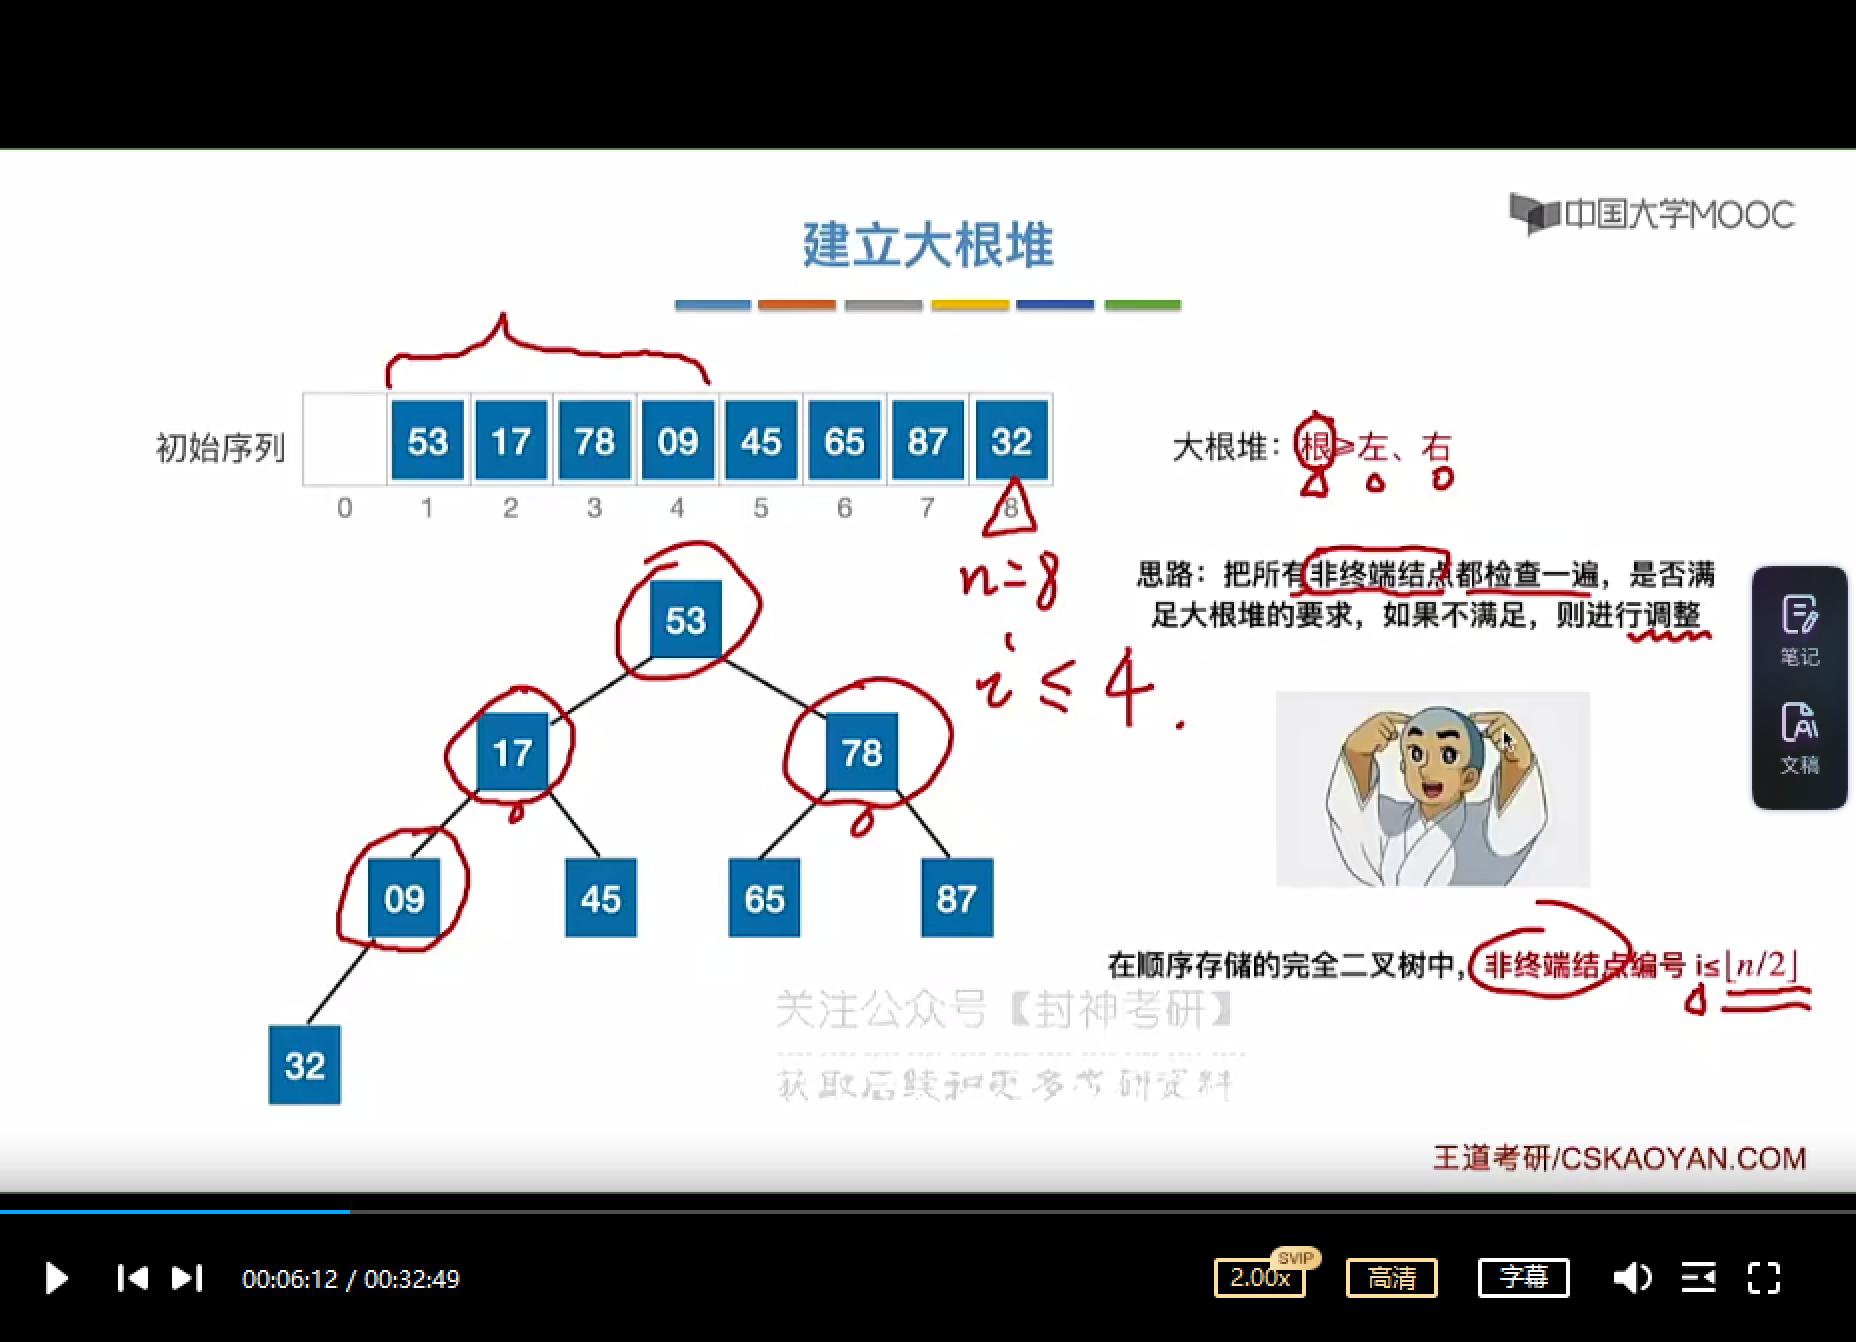 中国大学MOOC
建立大根堆
初始序列 53 17 78 09 45 65 87 32
0 1 2 3 4 5 6 7 8
大根堆：根≥左、右
n=8
i≤4.
思路：把所有非终端结点都检查一遍，是否满
足大根堆的要求，如果不满足，则进行调整
53
17 78
09 45 65 87
32
在顺序存储的完全二叉树中，非终端结点编号 i≤⌊n/2⌋
关注公众号【封神考研】
获取后续和更多考研资料
王道考研/CSKAOYAN.COM
笔记
文稿
00:06:12 / 00:32:49
SVIP
2.00x 高清 字幕